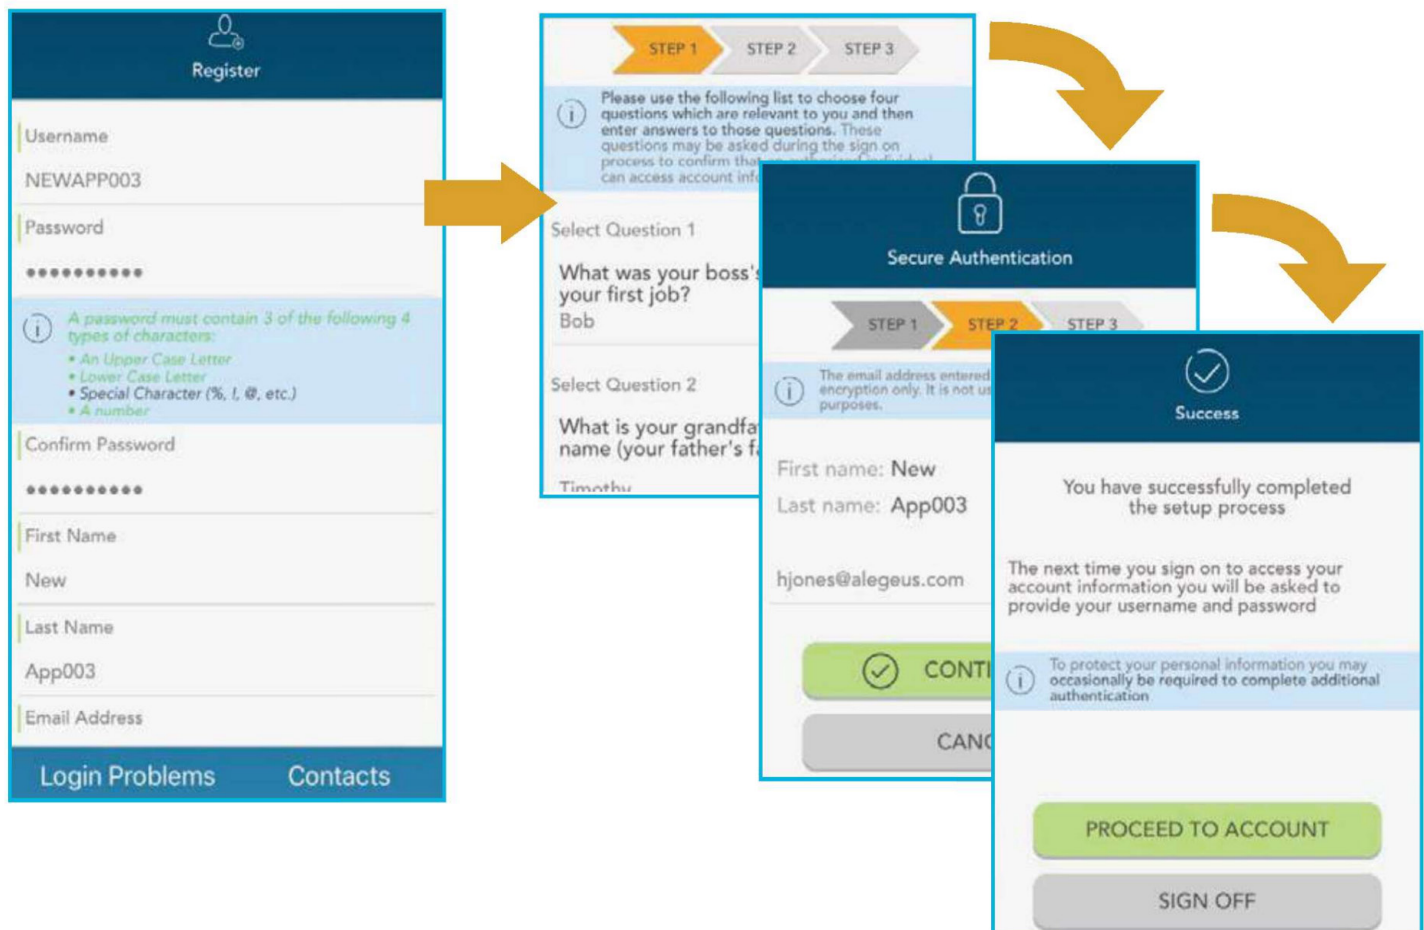 Register
Username
NEWAPP003
Password
A password must contain 3 of the following 4
types of characters:
• An Upper Case Letter
• Lower Case Letter
• Special Character (%, !, @, etc.)
• A number
Confirm Password
First Name
New
Last Name
App003
Email Address
Login Problems
Contacts
STEP 1
STEP 2
STEP 3
Please use the following list to choose four
questions which are relevant to you and then
enter answers to those questions. These
questions may be asked during the sign on
process to confirm that
can access account
Select Question 1
What was your boss's
your first job?
Bob
Select Question 2
What is your
name (your father's
Timothy
Secure Authentication
STEP 1
STEP 2
STEP 3
The email address entered
encryption only. It is not
purposes.
First name: New
Last name: App003
hjones@alegeus.com
Success
You have successfully completed
the setup process
The next time you sign on to access your
account information you will be asked to
provide your username and password
To protect your personal information you may
occasionally be required to complete additional
authentication
PROCEED TO ACCOUNT
SIGN OFF